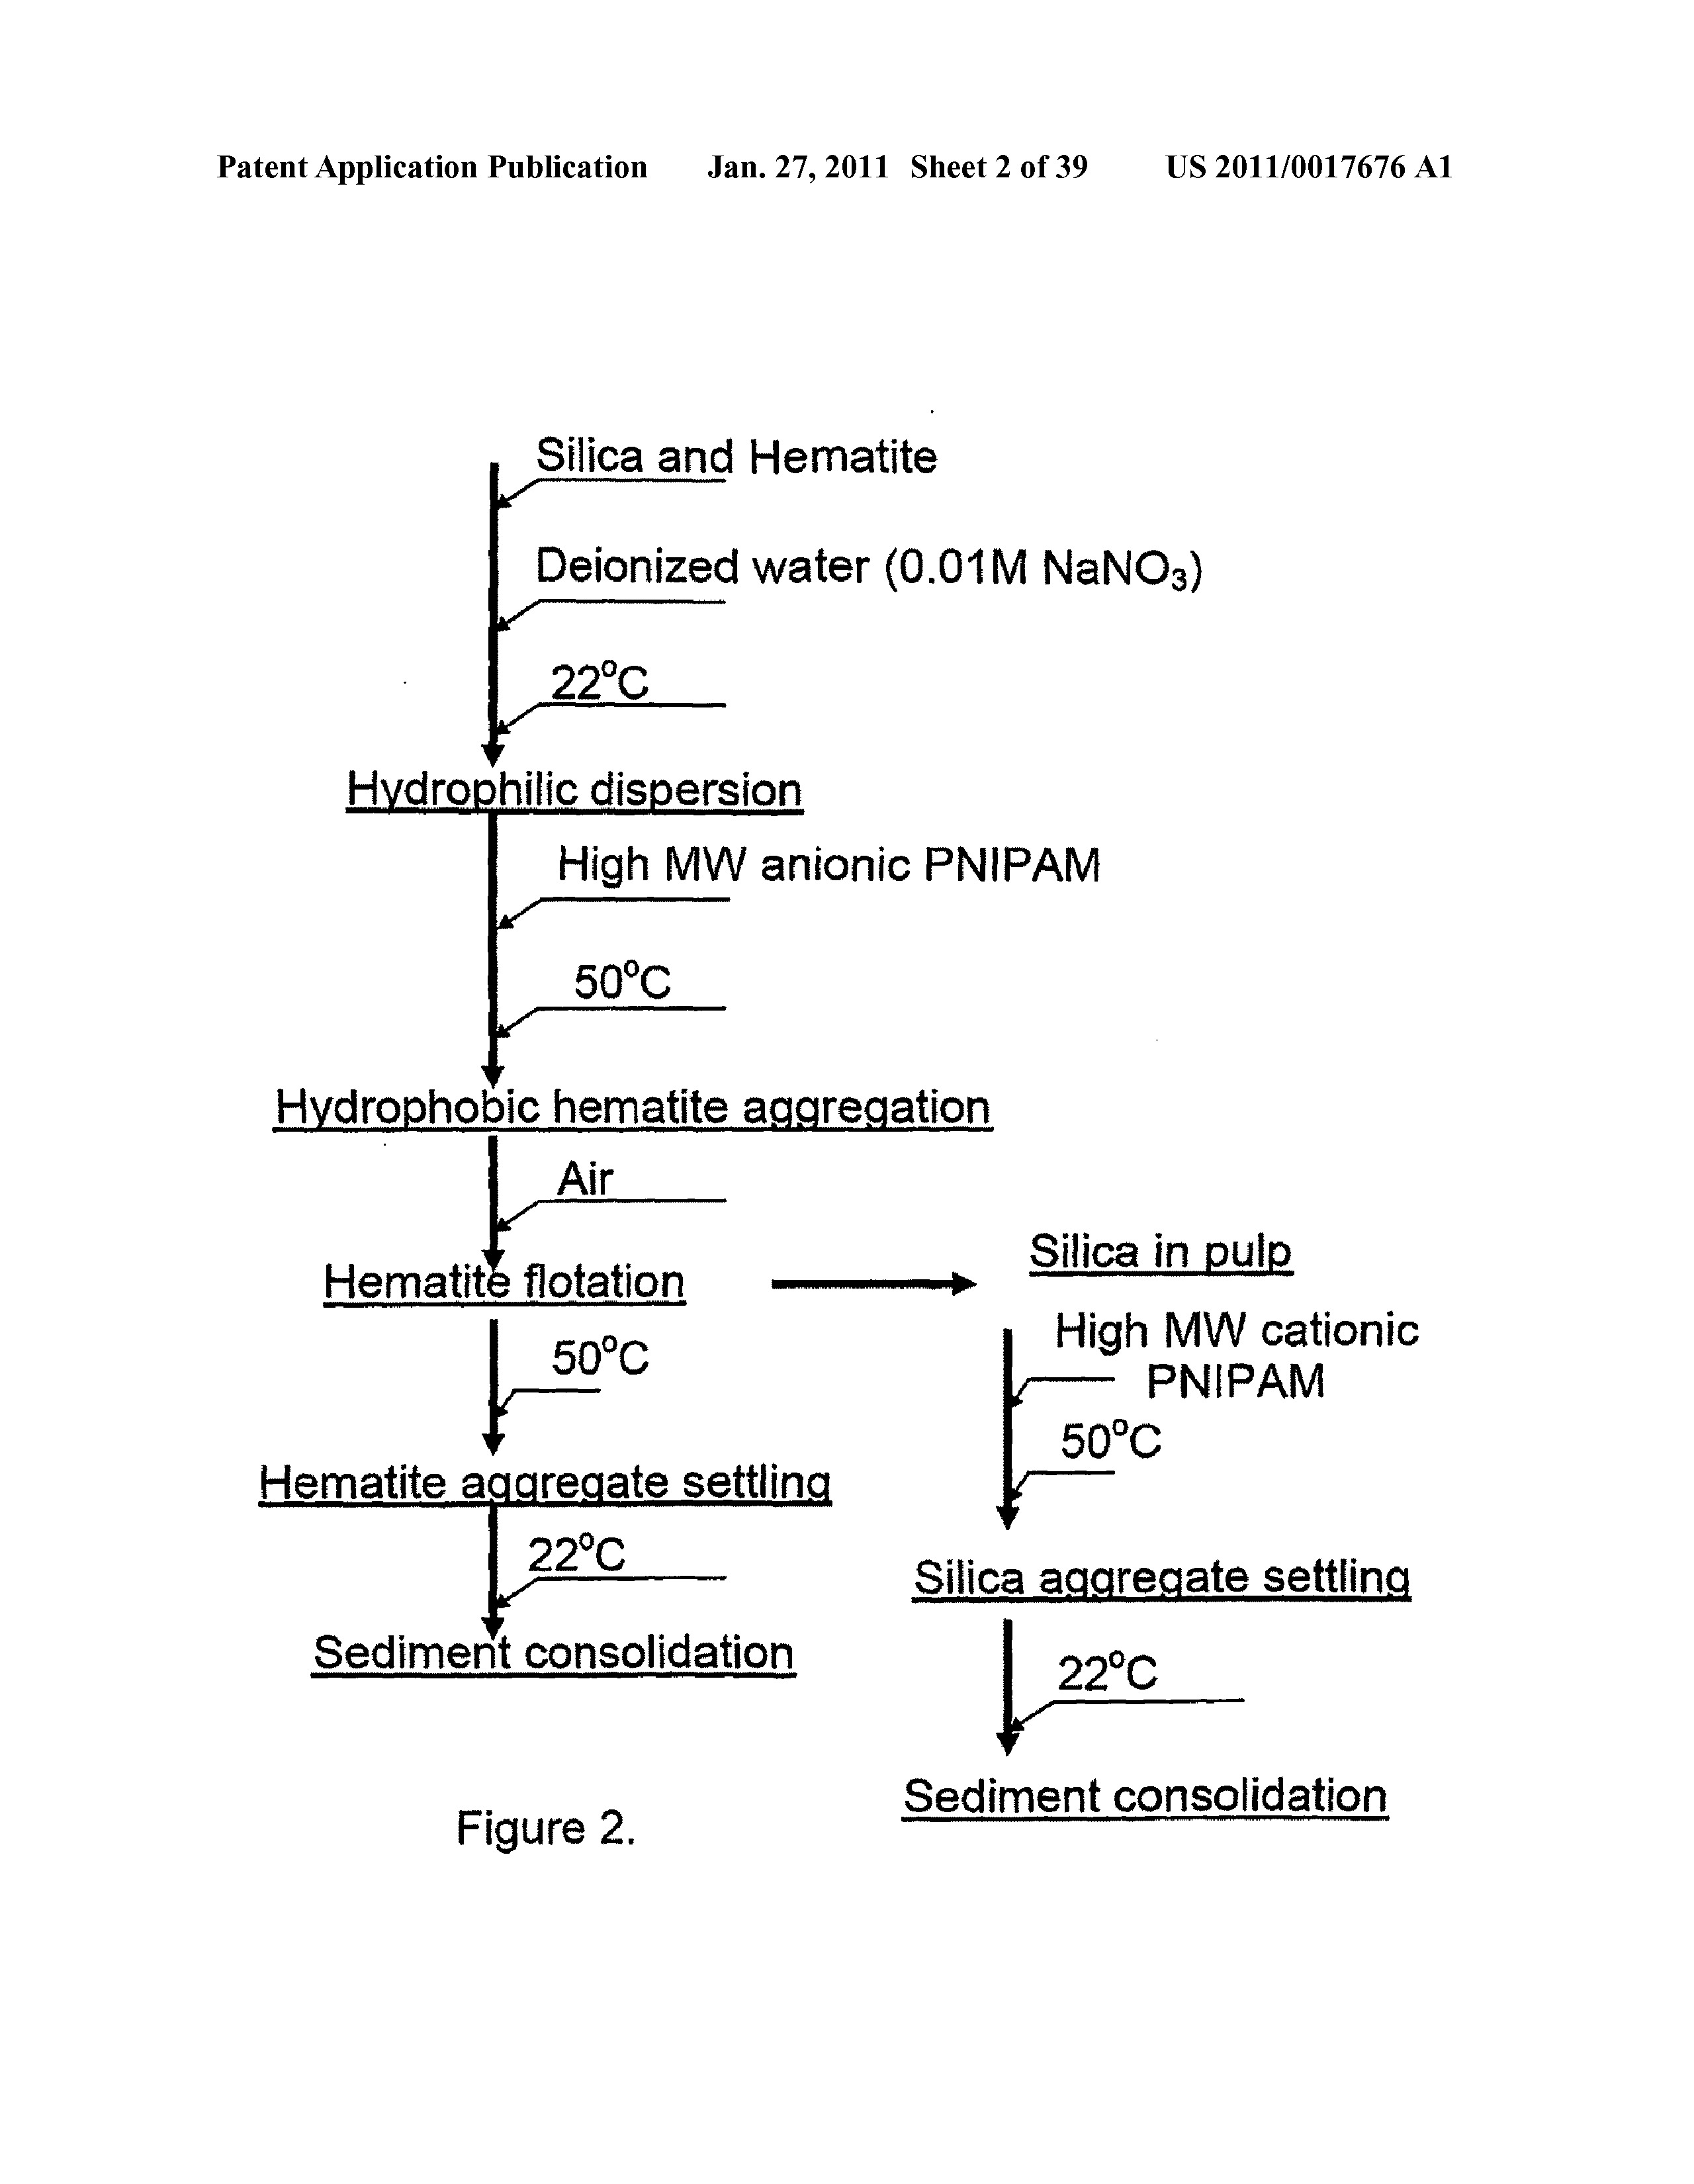 Patent Application Publication Jan. 27, 2011 Sheet 2 of 39 US 2011/0017676 A1
Silica and Hematite
Deionized water (0.01M NaNO₃)
22°C
Hydrophilic dispersion
High MW anionic PNIPAM
50°C
Hydrophobic hematite aggregation
Air
Hematite flotation
50°C
Hematite aggregate settling
22°C
Sediment consolidation
Silica in pulp
High MW cationic
PNIPAM
50°C
Silica aggregate settling
22°C
Sediment consolidation
Figure 2.